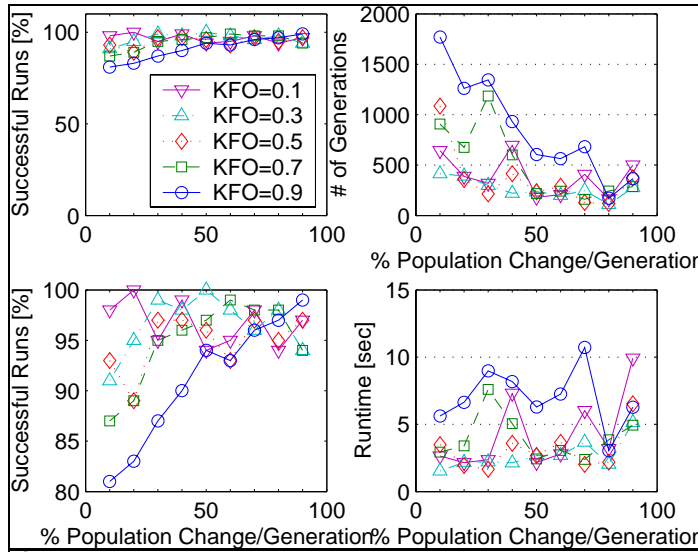 Successful Runs [%]
100
50
0
0
50
100
KFO=0.1
KFO=0.3
KFO=0.5
KFO=0.7
KFO=0.9
# of Generations
2000
1500
1000
500
0
0
50
100
% Population Change/Generation
Successful Runs [%]
100
95
90
85
80
0
50
100
% Population Change/Generation
Runtime [sec]
15
10
5
0
0
50
100
% Population Change/Generation